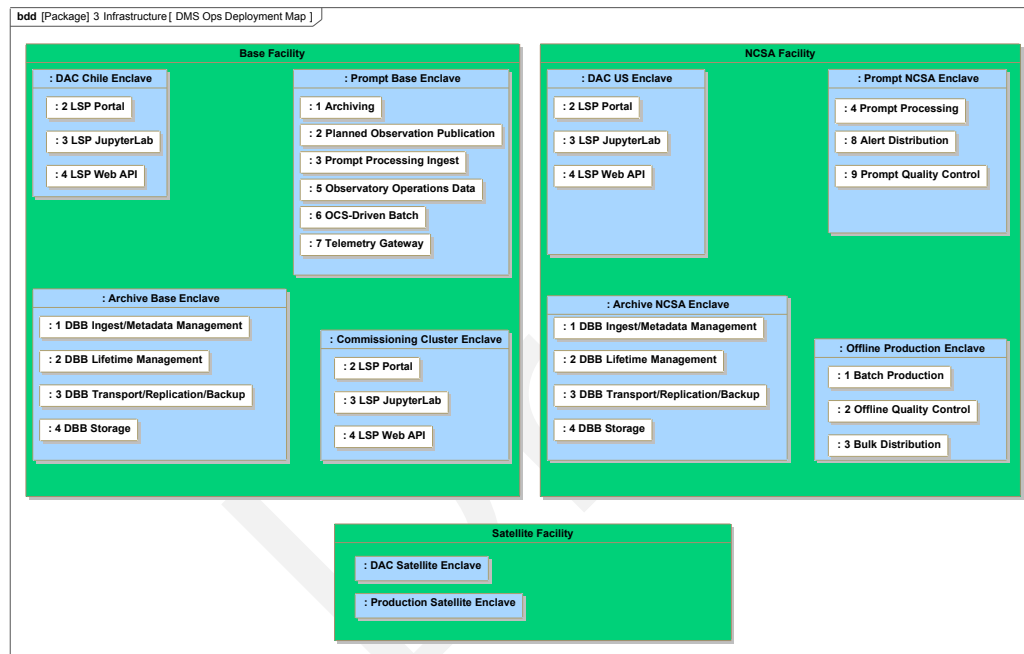 bdd [Package] 3 Infrastructure [ DMS Ops Deployment Map ]
Base Facility
: DAC Chile Enclave
: 2 LSP Portal
: 3 LSP JupyterLab
: 4 LSP Web API
: Prompt Base Enclave
: 1 Archiving
: 2 Planned Observation Publication
: 3 Prompt Processing Ingest
: 5 Observatory Operations Data
: 6 OCS-Driven Batch
: 7 Telemetry Gateway
: Archive Base Enclave
: 1 DBB Ingest/Metadata Management
: 2 DBB Lifetime Management
: 3 DBB Transport/Replication/Backup
: 4 DBB Storage
: Commissioning Cluster Enclave
: 2 LSP Portal
: 3 LSP JupyterLab
: 4 LSP Web API
NCSA Facility
: DAC US Enclave
: 2 LSP Portal
: 3 LSP JupyterLab
: 4 LSP Web API
: Prompt NCSA Enclave
: 4 Prompt Processing
: 8 Alert Distribution
: 9 Prompt Quality Control
: Archive NCSA Enclave
: 1 DBB Ingest/Metadata Management
: 2 DBB Lifetime Management
: 3 DBB Transport/Replication/Backup
: 4 DBB Storage
: Offline Production Enclave
: 1 Batch Production
: 2 Offline Quality Control
: 3 Bulk Distribution
Satellite Facility
: DAC Satellite Enclave
: Production Satellite Enclave